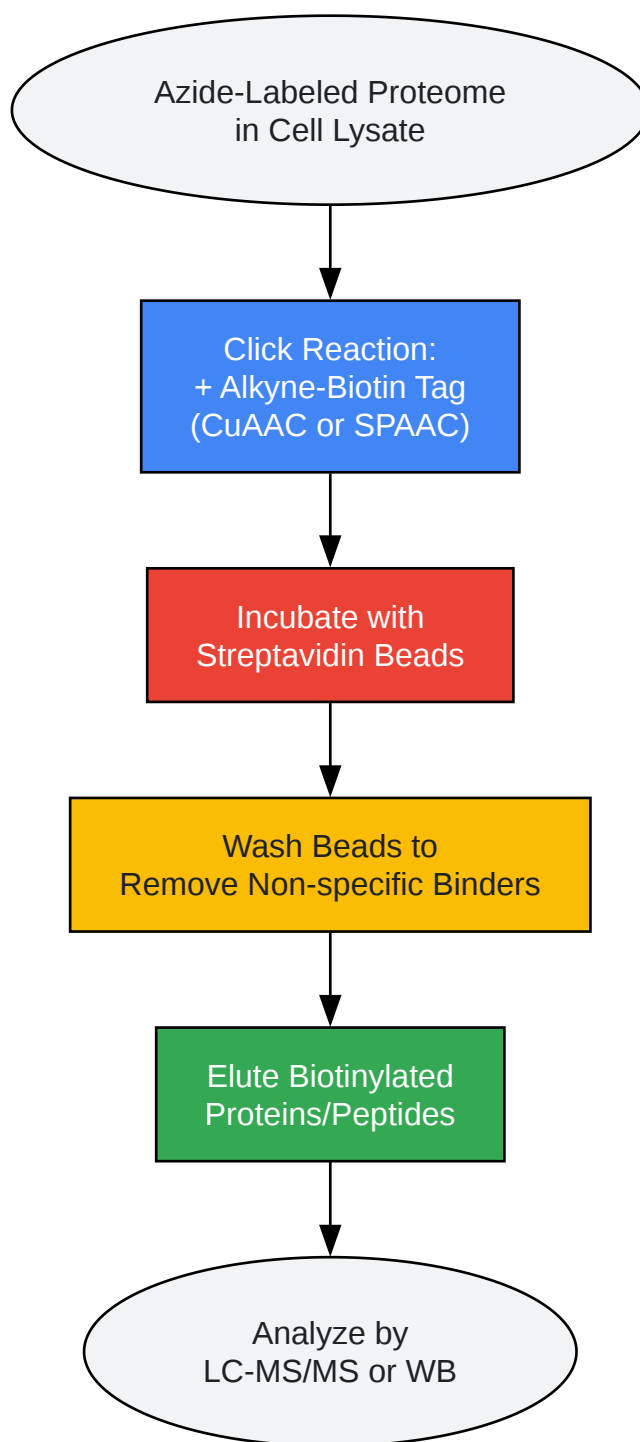 Azide-Labeled Proteome
in Cell Lysate
Click Reaction:
+ Alkyne-Biotin Tag
(CuAAC or SPAAC)
Incubate with
Streptavidin Beads
Wash Beads to
Remove Non-specific Binders
Elute Biotinylated
Proteins/Peptides
Analyze by
LC-MS/MS or WB